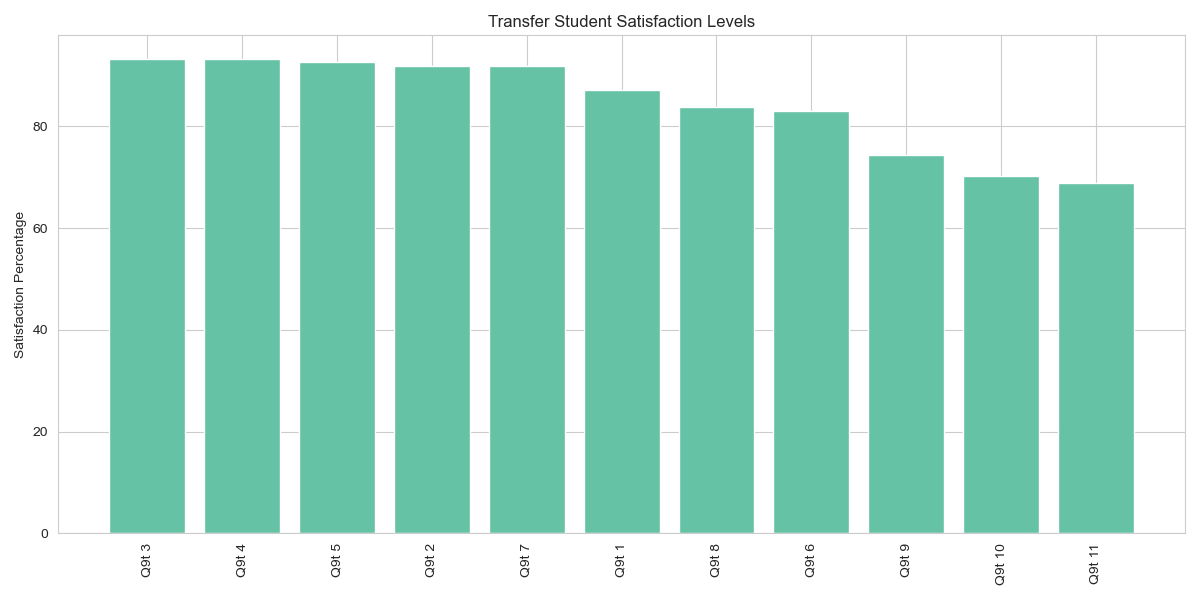 Transfer Student Satisfaction Levels
Satisfaction Percentage
80
60
40
20
0
Q9t 3
Q9t 4
Q9t 5
Q9t 2
Q9t 7
Q9t 1
Q9t 8
Q9t 6
Q9t 9
Q9t 10
Q9t 11